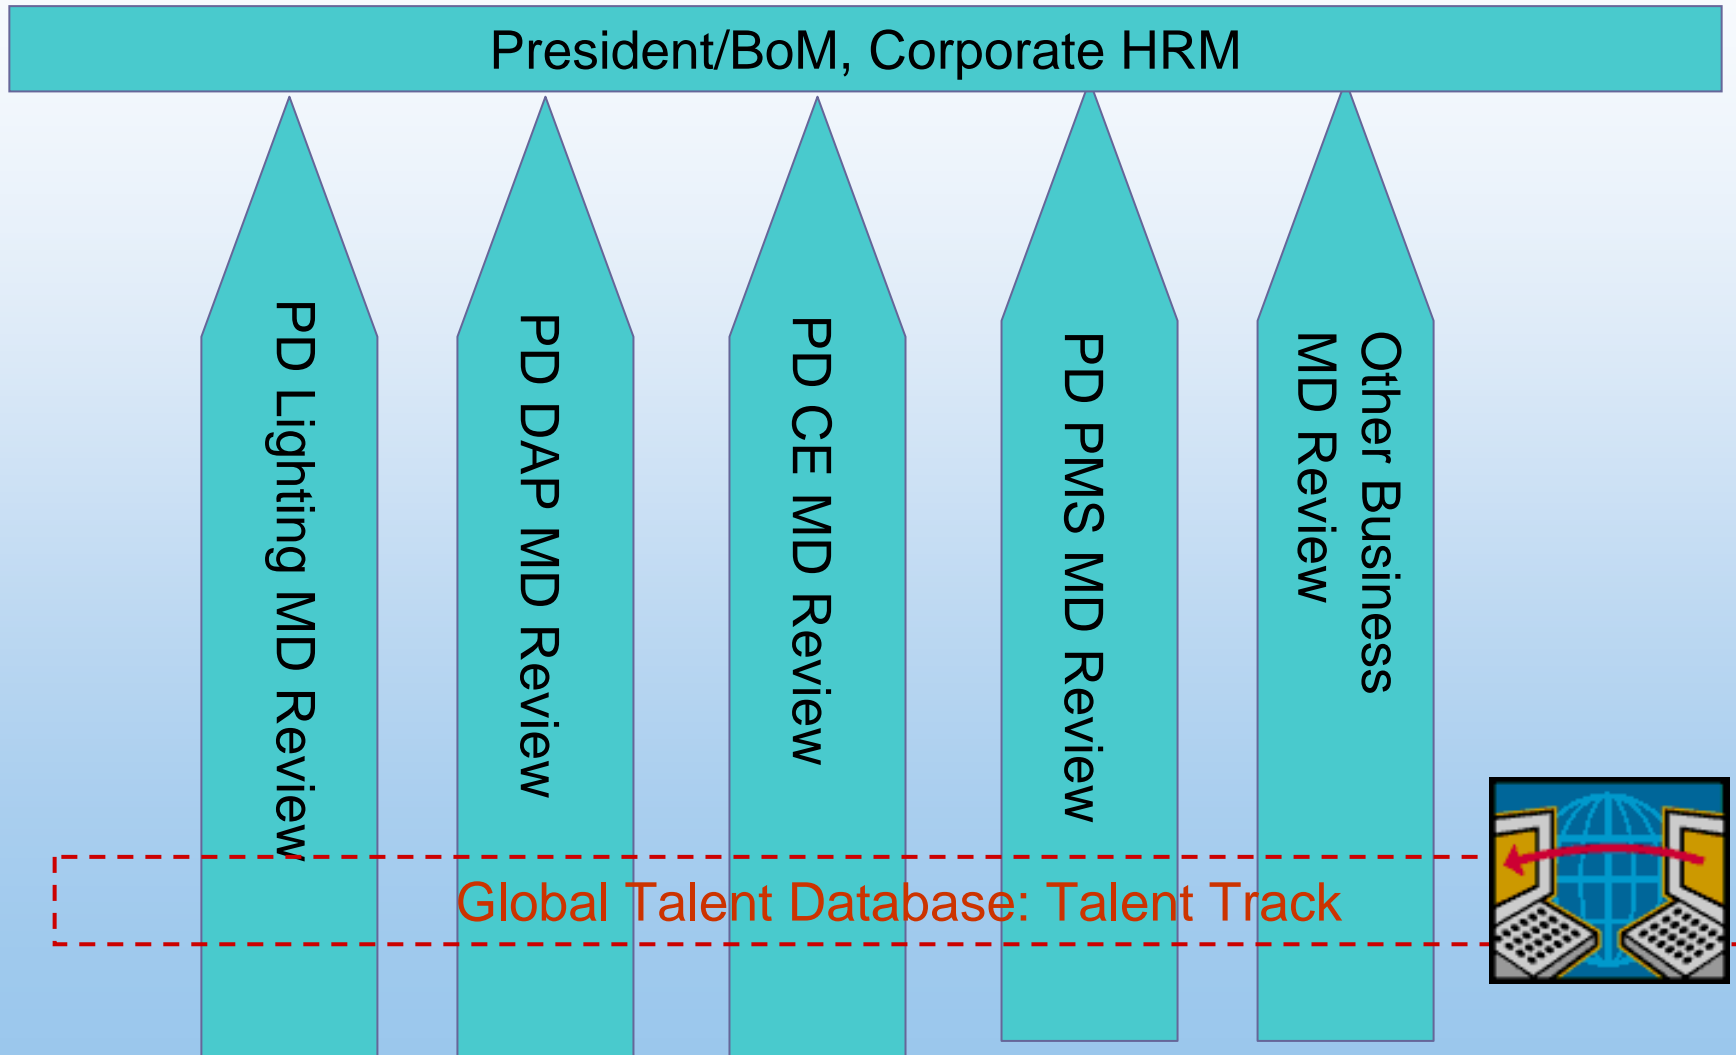 President/BoM, Corporate HRM
PD Lighting MD Review
PD DAP MD Review
PD CE MD Review
PD PMS MD Review
Other Business
MD Review
Global Talent Database: Talent Track